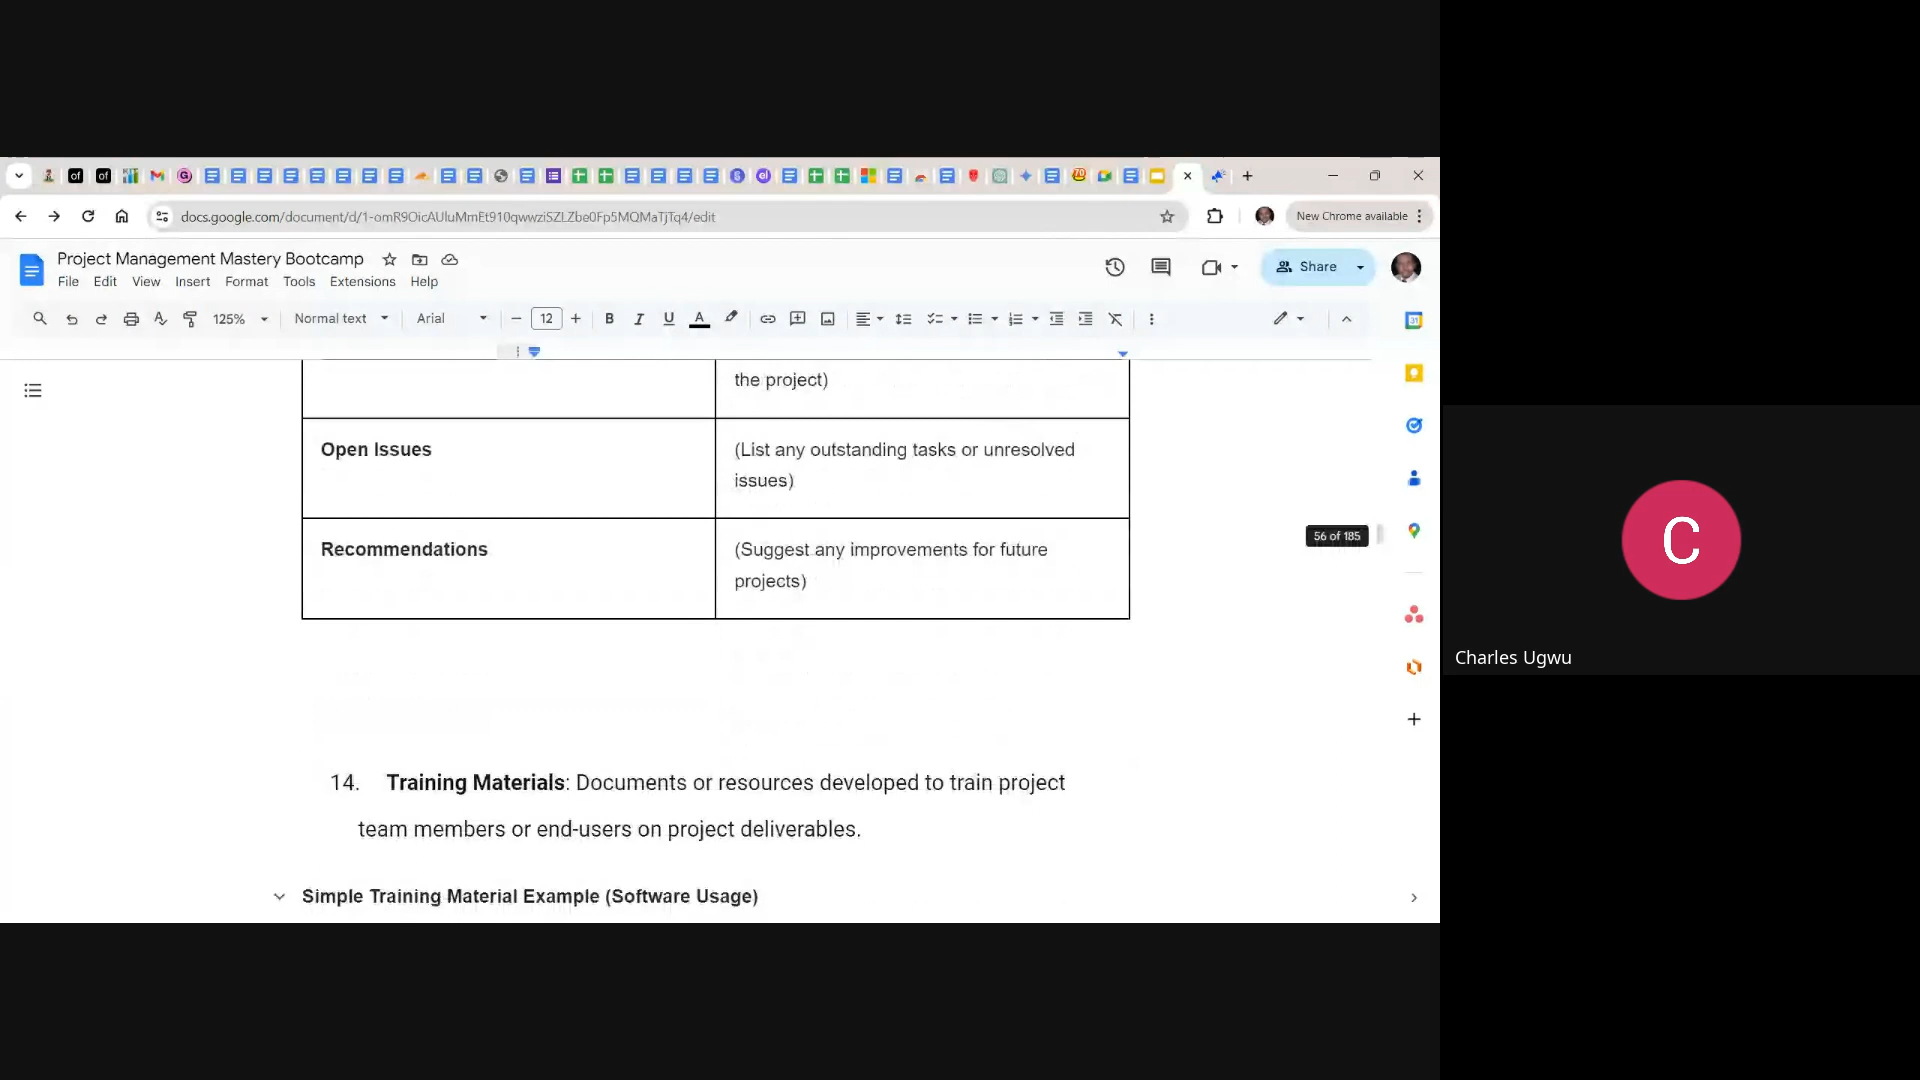 docs.google.com/document/d/1-omR9OicAUluMmEt910qwwziSZLZbe0Fp5MQMaTjTq4/edit
New Chrome available
Project Management Mastery Bootcamp
File Edit View Insert Format Tools Extensions Help
Share
125% Normal text Arial 12 B I U A
the project)
Open Issues
(List any outstanding tasks or unresolved
issues)
Recommendations
(Suggest any improvements for future
projects)
56 of 185
14. Training Materials: Documents or resources developed to train project
team members or end-users on project deliverables.
Simple Training Material Example (Software Usage)
C
Charles Ugwu